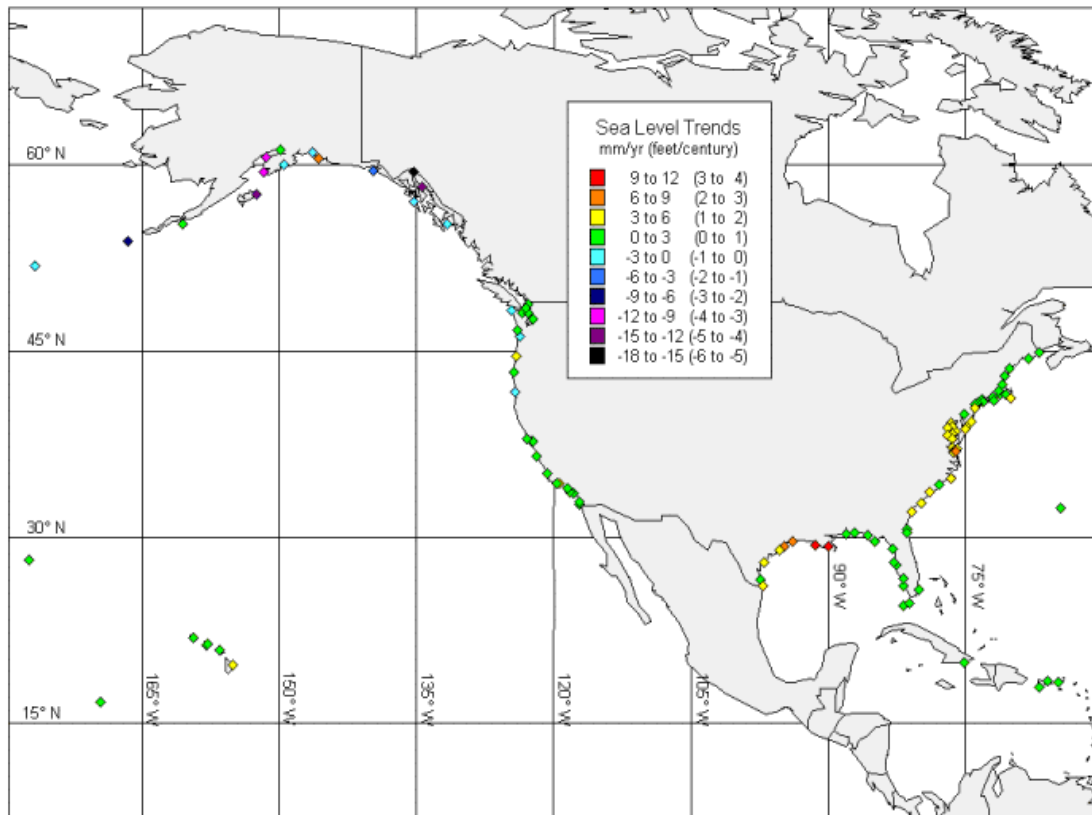 Sea Level Trends
mm/yr (feet/century)
9 to 12 (3 to 4)
6 to 9 (2 to 3)
3 to 6 (1 to 2)
0 to 3 (0 to 1)
-3 to 0 (-1 to 0)
-6 to -3 (-2 to -1)
-9 to -6 (-3 to -2)
-12 to -9 (-4 to -3)
-15 to -12 (-5 to -4)
-18 to -15 (-6 to -5)
60° N
45° N
30° N
15° N
165° W
150° W
135° W
120° W
105° W
90° W
75° W